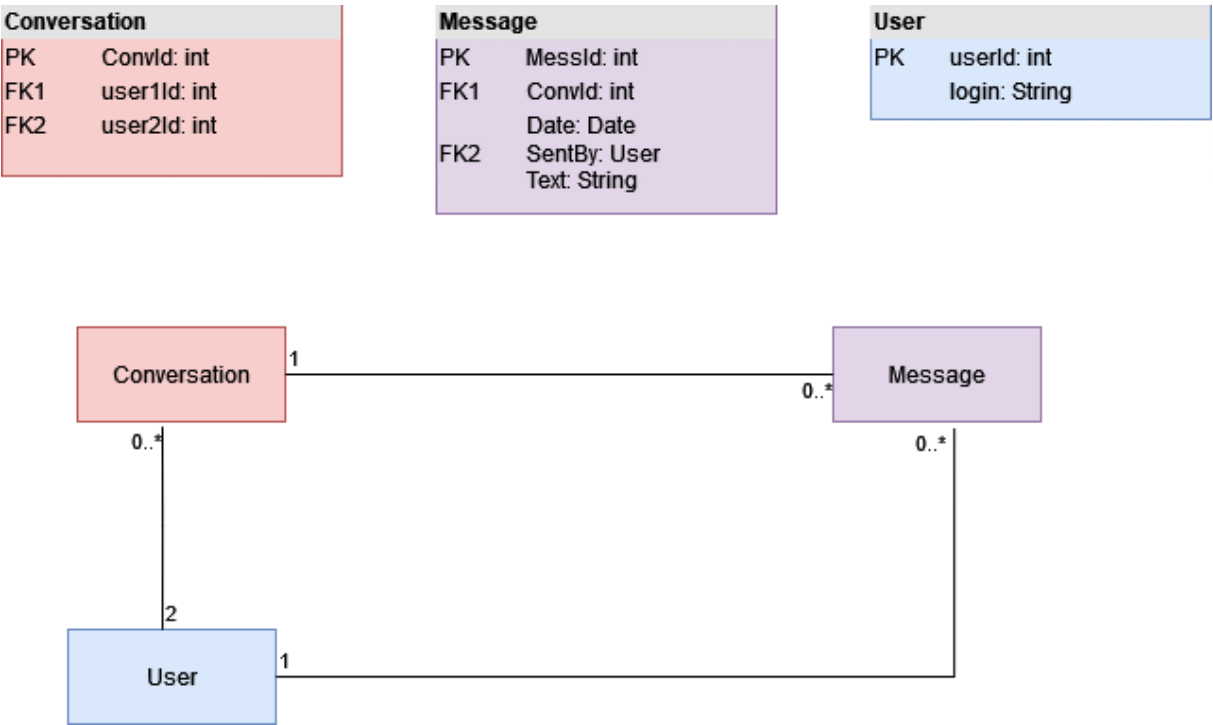 Conversation
PK ConvId: int
FK1 user1Id: int
FK2 user2Id: int
Message
PK MessId: int
FK1 ConvId: int
Date: Date
FK2 SentBy: User
Text: String
User
PK userId: int
login: String
Conversation
1
0..*
Message
0..*
0..*
2
User
1